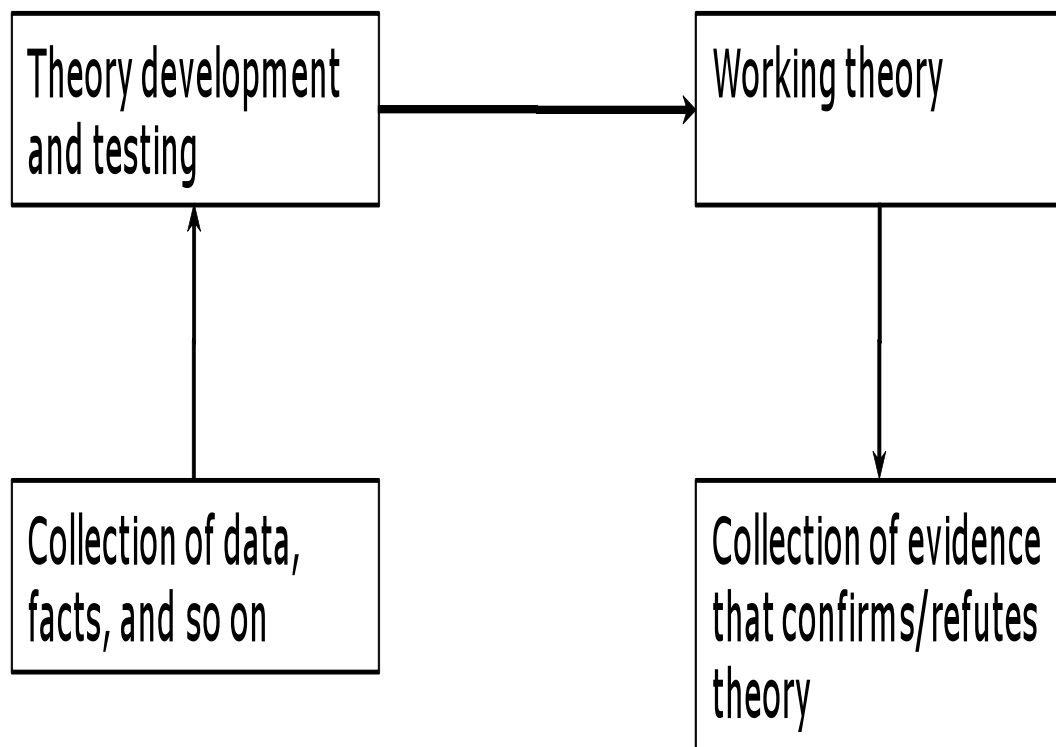 Theory development
and testing
Working theory
Collection of data,
facts, and so on
Collection of evidence
that confirms/refutes
theory